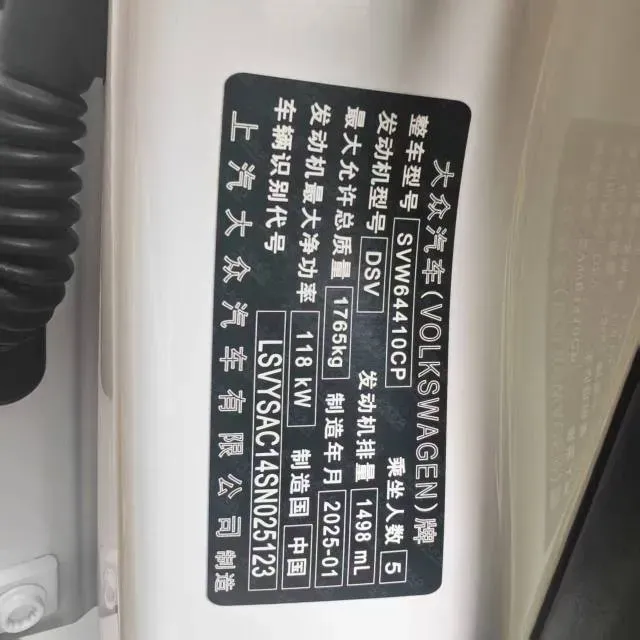 大众汽车(VOLKSWAGEN)牌
整车型号 SVW64410CP 乘坐人数 5
发动机型号 DSV 发动机排量 1498 mL
最大允许总质量 1765kg 制造年月 2025-01
发动机最大净功率 118 kW 制造国 中国
车辆识别代号 LSVYSAC14SN025123
上汽大众汽车有限公司 制造